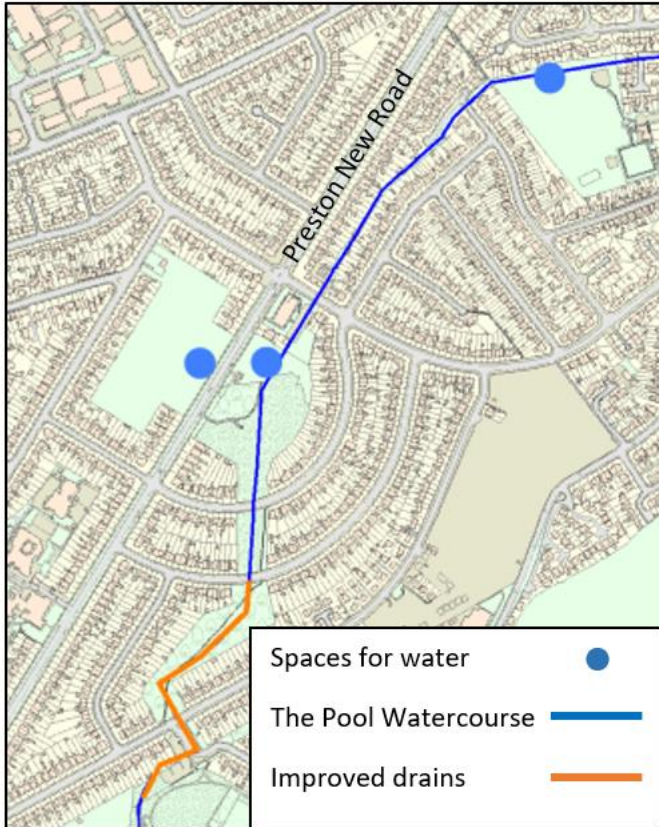 Preston New Road
Spaces for water
The Pool Watercourse
Improved drains